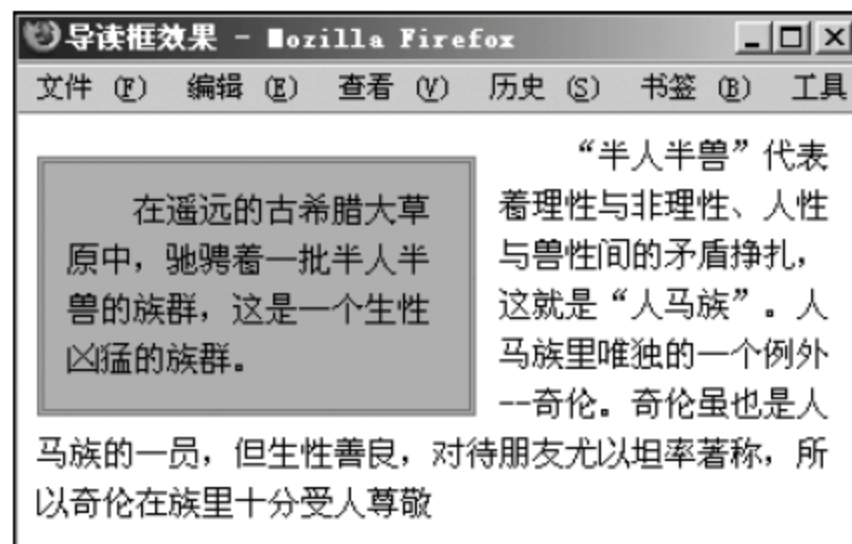 导读框效果 - Mozilla Firefox
文件 (F) 编辑 (E) 查看 (V) 历史 (S) 书签 (B) 工具
在遥远的古希腊大草
原中，驰骋着一批半人半
兽的族群，这是一个生性
凶猛的族群。
“半人半兽”代表
着理性与非理性、人性
与兽性间的矛盾挣扎，
这就是“人马族”。人
马族里唯独的一个例外
--奇伦。奇伦虽也是人
马族的一员，但生性善良，对待朋友尤以坦率著称，所
以奇伦在族里十分受人尊敬